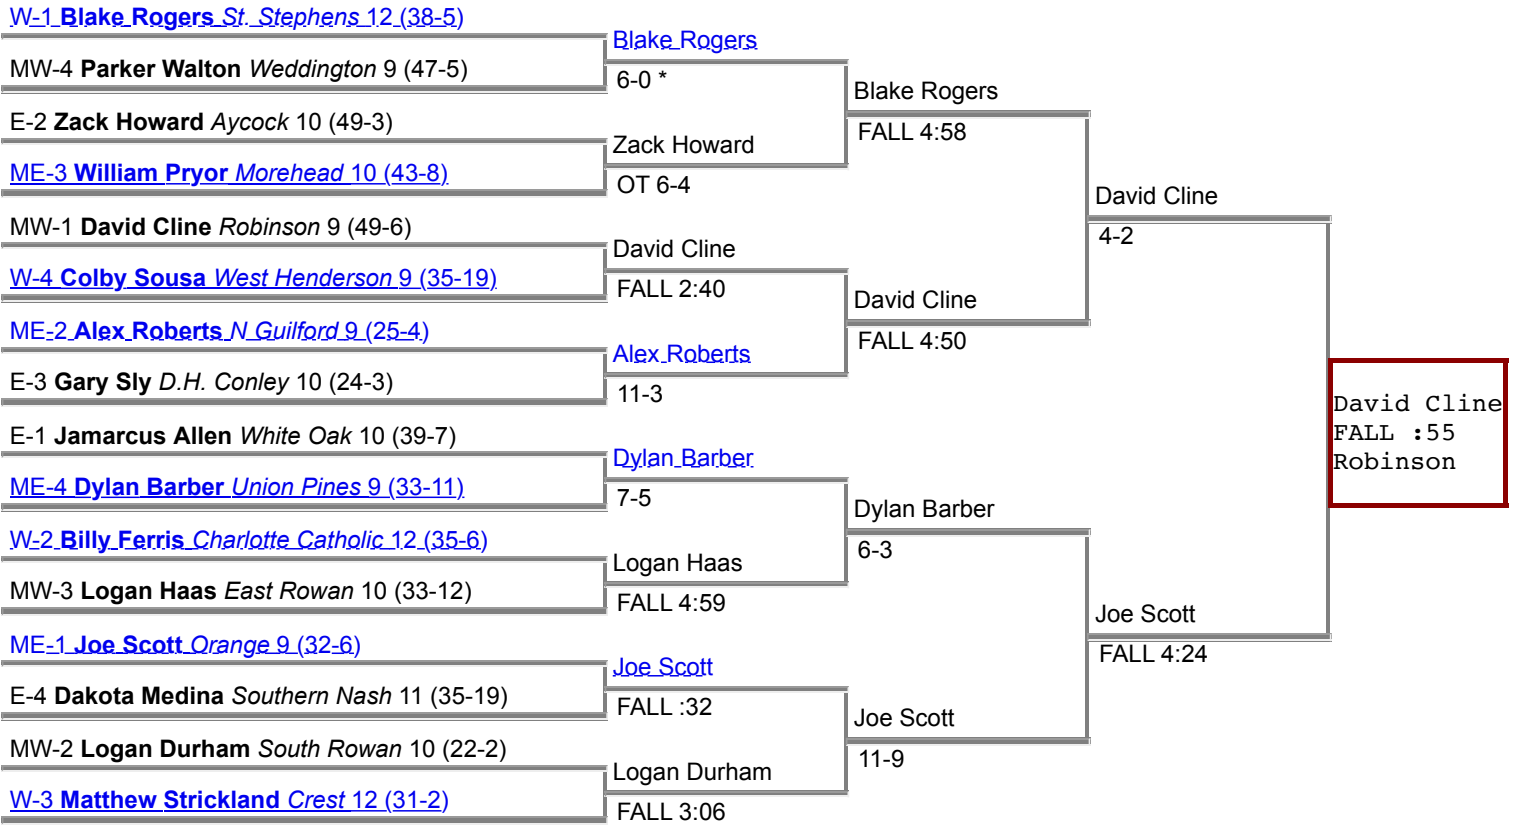 W-1 Blake Rogers St. Stephens 12 (38-5)
MW-4 Parker Walton Weddington 9 (47-5)
E-2 Zack Howard Aycock 10 (49-3)
ME-3 William Pryor Morehead 10 (43-8)
MW-1 David Cline Robinson 9 (49-6)
W-4 Colby Sousa West Henderson 9 (35-19)
ME-2 Alex Roberts N Guilford 9 (25-4)
E-3 Gary Sly D.H. Conley 10 (24-3)
E-1 Jamarcus Allen White Oak 10 (39-7)
ME-4 Dylan Barber Union Pines 9 (33-11)
W-2 Billy Ferris Charlotte Catholic 12 (35-6)
MW-3 Logan Haas East Rowan 10 (33-12)
ME-1 Joe Scott Orange 9 (32-6)
E-4 Dakota Medina Southern Nash 11 (35-19)
MW-2 Logan Durham South Rowan 10 (22-2)
W-3 Matthew Strickland Crest 12 (31-2)
Blake Rogers
6-0 *
Zack Howard
OT 6-4
David Cline
FALL 2:40
Alex Roberts
11-3
Dylan Barber
7-5
Logan Haas
FALL 4:59
Joe Scott
FALL :32
Logan Durham
FALL 3:06
Blake Rogers
FALL 4:58
David Cline
FALL 4:50
Dylan Barber
6-3
Joe Scott
11-9
David Cline
4-2
Joe Scott
FALL 4:24
David Cline
FALL :55
Robinson